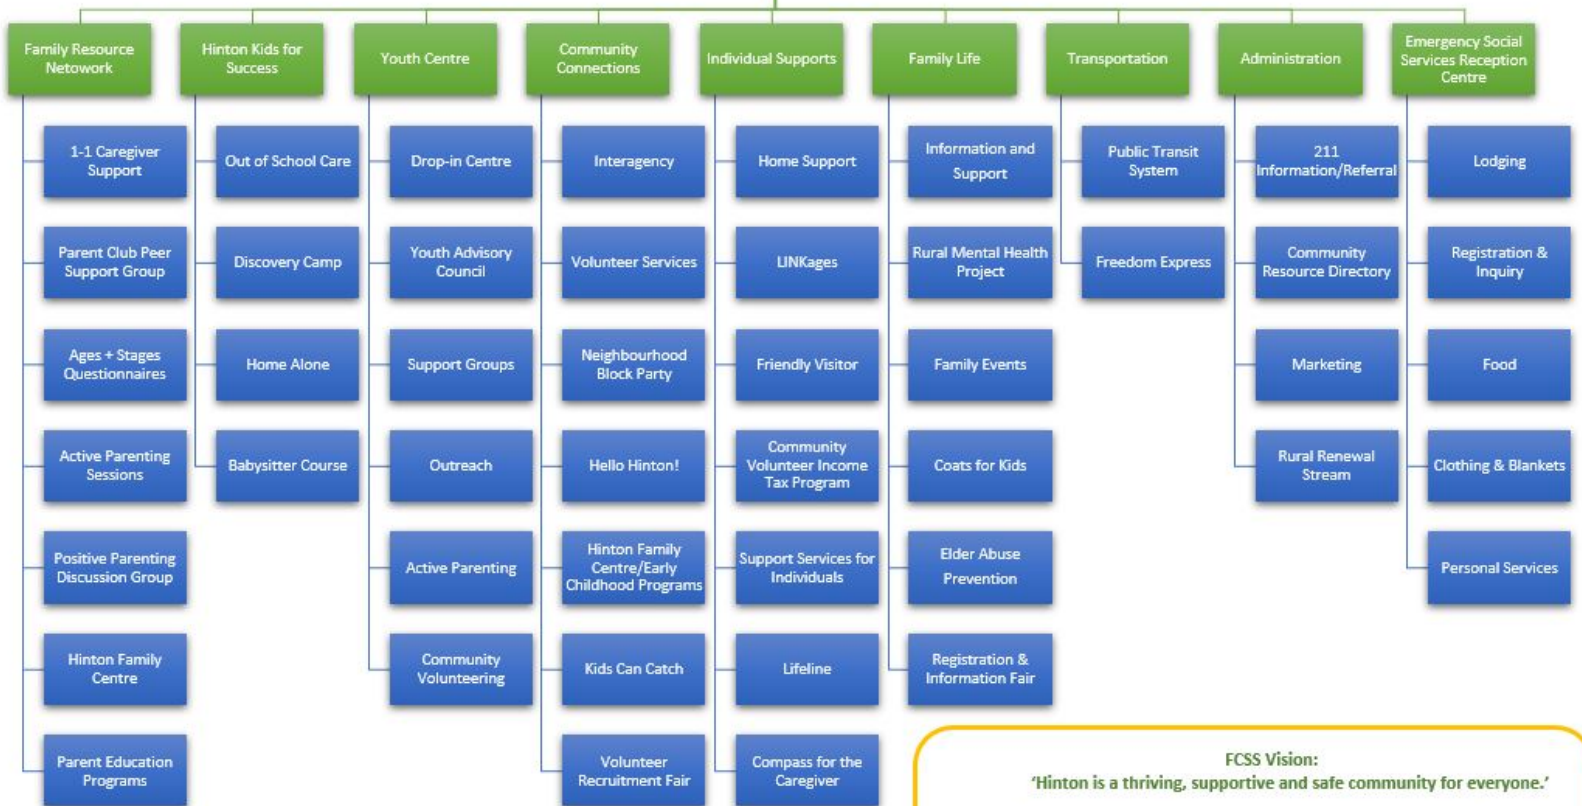 Family Resource
Netowork
Hinton Kids for
Success
Youth Centre
Community
Connections
Individual Supports
Family Life
Transportation
Administration
Emergency Social
Services Reception
Centre
1-1 Caregiver
Support
Parent Club Peer
Support Group
Ages + Stages
Questionnaires
Active Parenting
Sessions
Positive Parenting
Discussion Group
Hinton Family
Centre
Parent Education
Programs
Out of School Care
Discovery Camp
Home Alone
Babysitter Course
Drop-in Centre
Youth Advisory
Council
Support Groups
Outreach
Active Parenting
Community
Volunteering
Interagency
Volunteer Services
Neighbourhood
Block Party
Hello Hinton!
Hinton Family
Centre/Early
Childhood Programs
Kids Can Catch
Volunteer
Recruitment Fair
Home Support
LINKages
Friendly Visitor
Community
Volunteer Income
Tax Program
Support Services for
Individuals
Lifeline
Compass for the
Caregiver
Information and
Support
Rural Mental Health
Project
Family Events
Coats for Kids
Elder Abuse
Prevention
Registration &
Information Fair
Public Transit
System
Freedom Express
211
Information/Referral
Community
Resource Directory
Marketing
Rural Renewal
Stream
Lodging
Registration &
Inquiry
Food
Clothing & Blankets
Personal Services
FCSS Vision:
'Hinton is a thriving, supportive and safe community for everyone.'